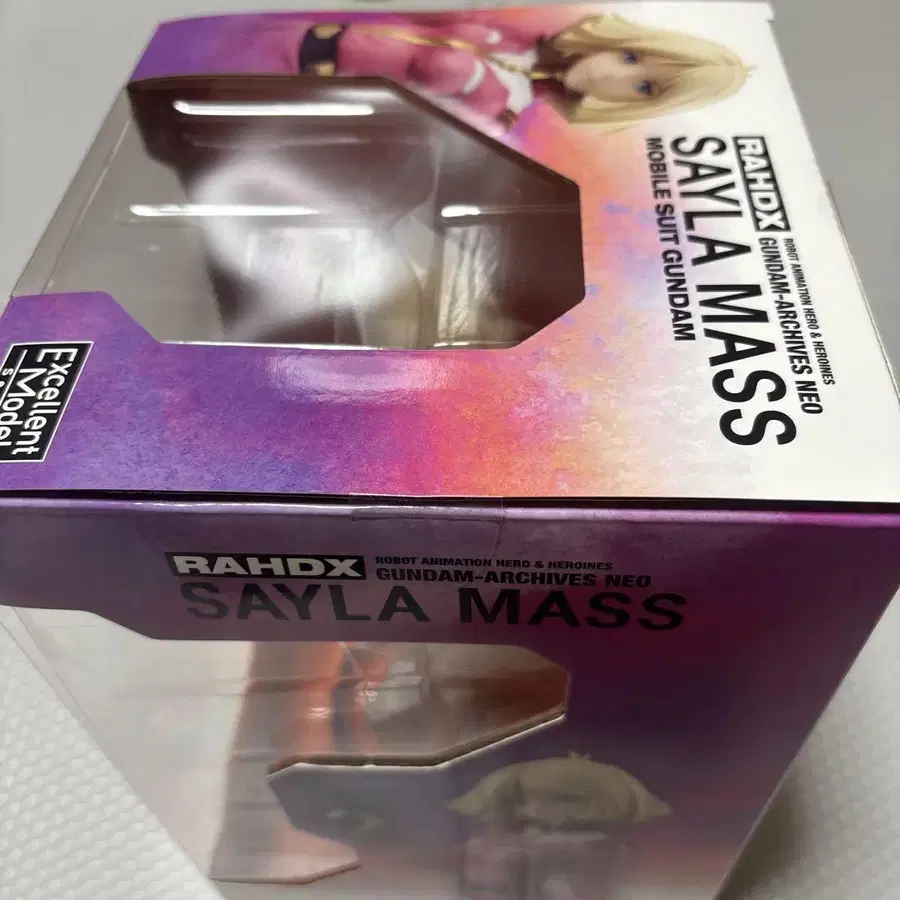 RAHDX
ROBOT ANIMATION HERO & HEROINES
GUNDAM-ARCHIVES NEO
SAYLA MASS
MOBILE SUIT GUNDAM
Excellent
Model
RAHDX
ROBOT ANIMATION HERO & HEROINES
GUNDAM-ARCHIVES NEO
SAYLA MASS